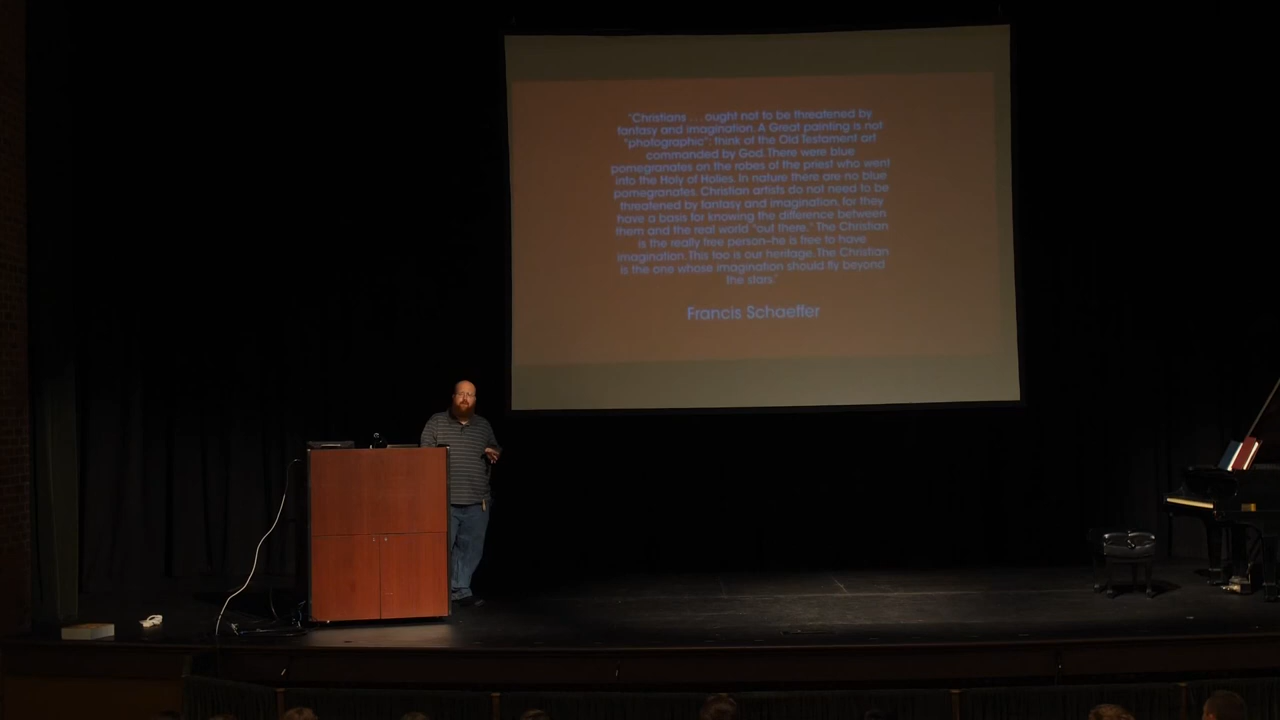 "Christians . . . ought not to be threatened by
fantasy and imagination. A Great painting is not
"photographic": think of the Old Testament art
commanded by God. There were blue
pomegranates on the robes of the priest who went
into the Holy of Holies. In nature there are no blue
pomegranates. Christian artists do not need to be
threatened by fantasy and imagination, for they
have a basis for knowing the difference between
them and the real world "out there." The Christian
is the really free person–he is free to have
imagination. This too is our heritage. The Christian
is the one whose imagination should fly beyond
the stars."
Francis Schaeffer